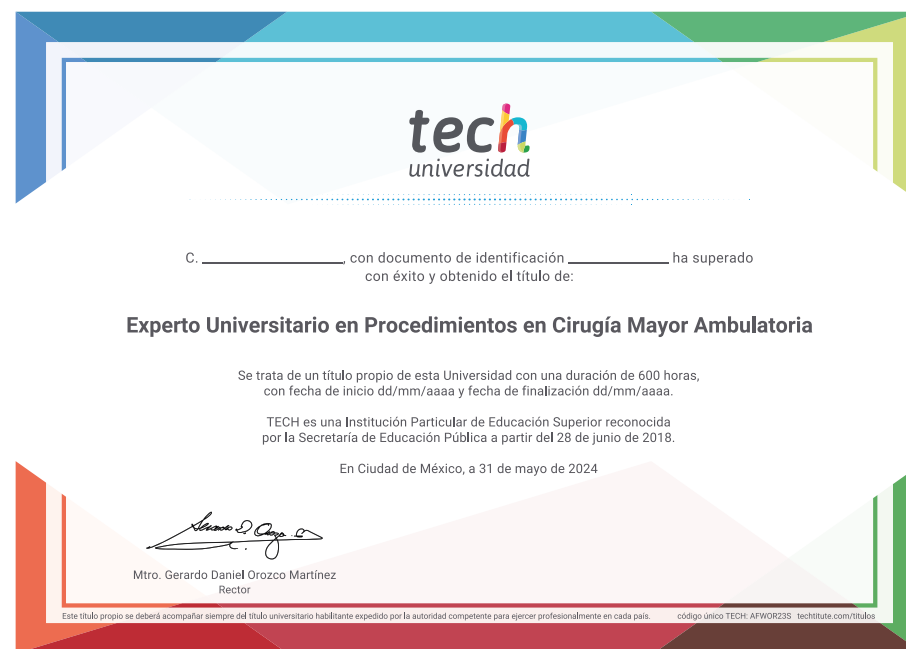 tech
universidad
C. ____________, con documento de identificación ____________ ha superado
con éxito y obtenido el título de:
Experto Universitario en Procedimientos en Cirugía Mayor Ambulatoria
Se trata de un título propio de esta Universidad con una duración de 600 horas,
con fecha de inicio dd/mm/aaaa y fecha de finalización dd/mm/aaaa.
TECH es una Institución Particular de Educación Superior reconocida
por la Secretaría de Educación Pública a partir del 28 de junio de 2018.
En Ciudad de México, a 31 de mayo de 2024
Mtro. Gerardo Daniel Orozco Martínez
Rector
Este título propio se deberá acompañar siempre del título universitario habilitante expedido por la autoridad competente para ejercer profesionalmente en cada país. código único TECH: AFWOR23S techtitute.com/titulos